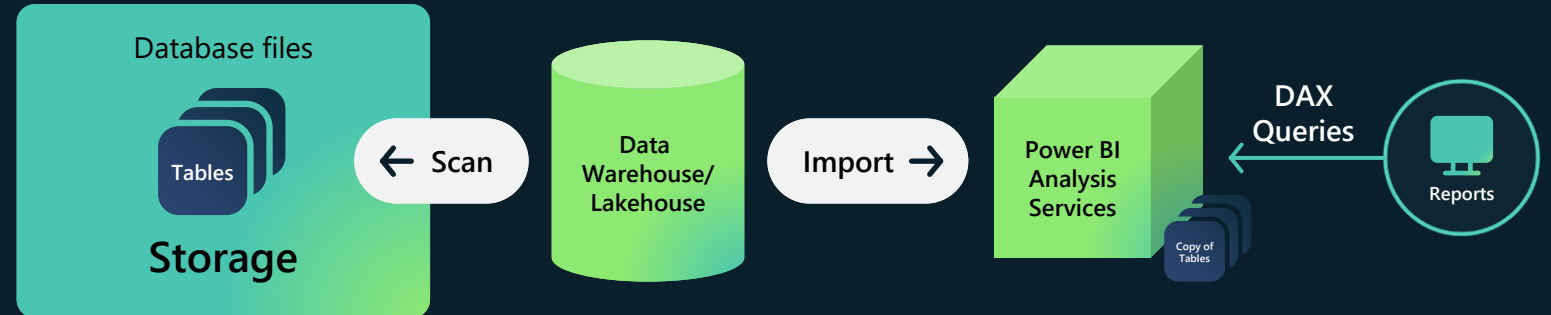 Database files
Tables
Storage
Scan
Data
Warehouse/
Lakehouse
Import
Power BI
Analysis
Services
Copy of
Tables
DAX
Queries
Reports